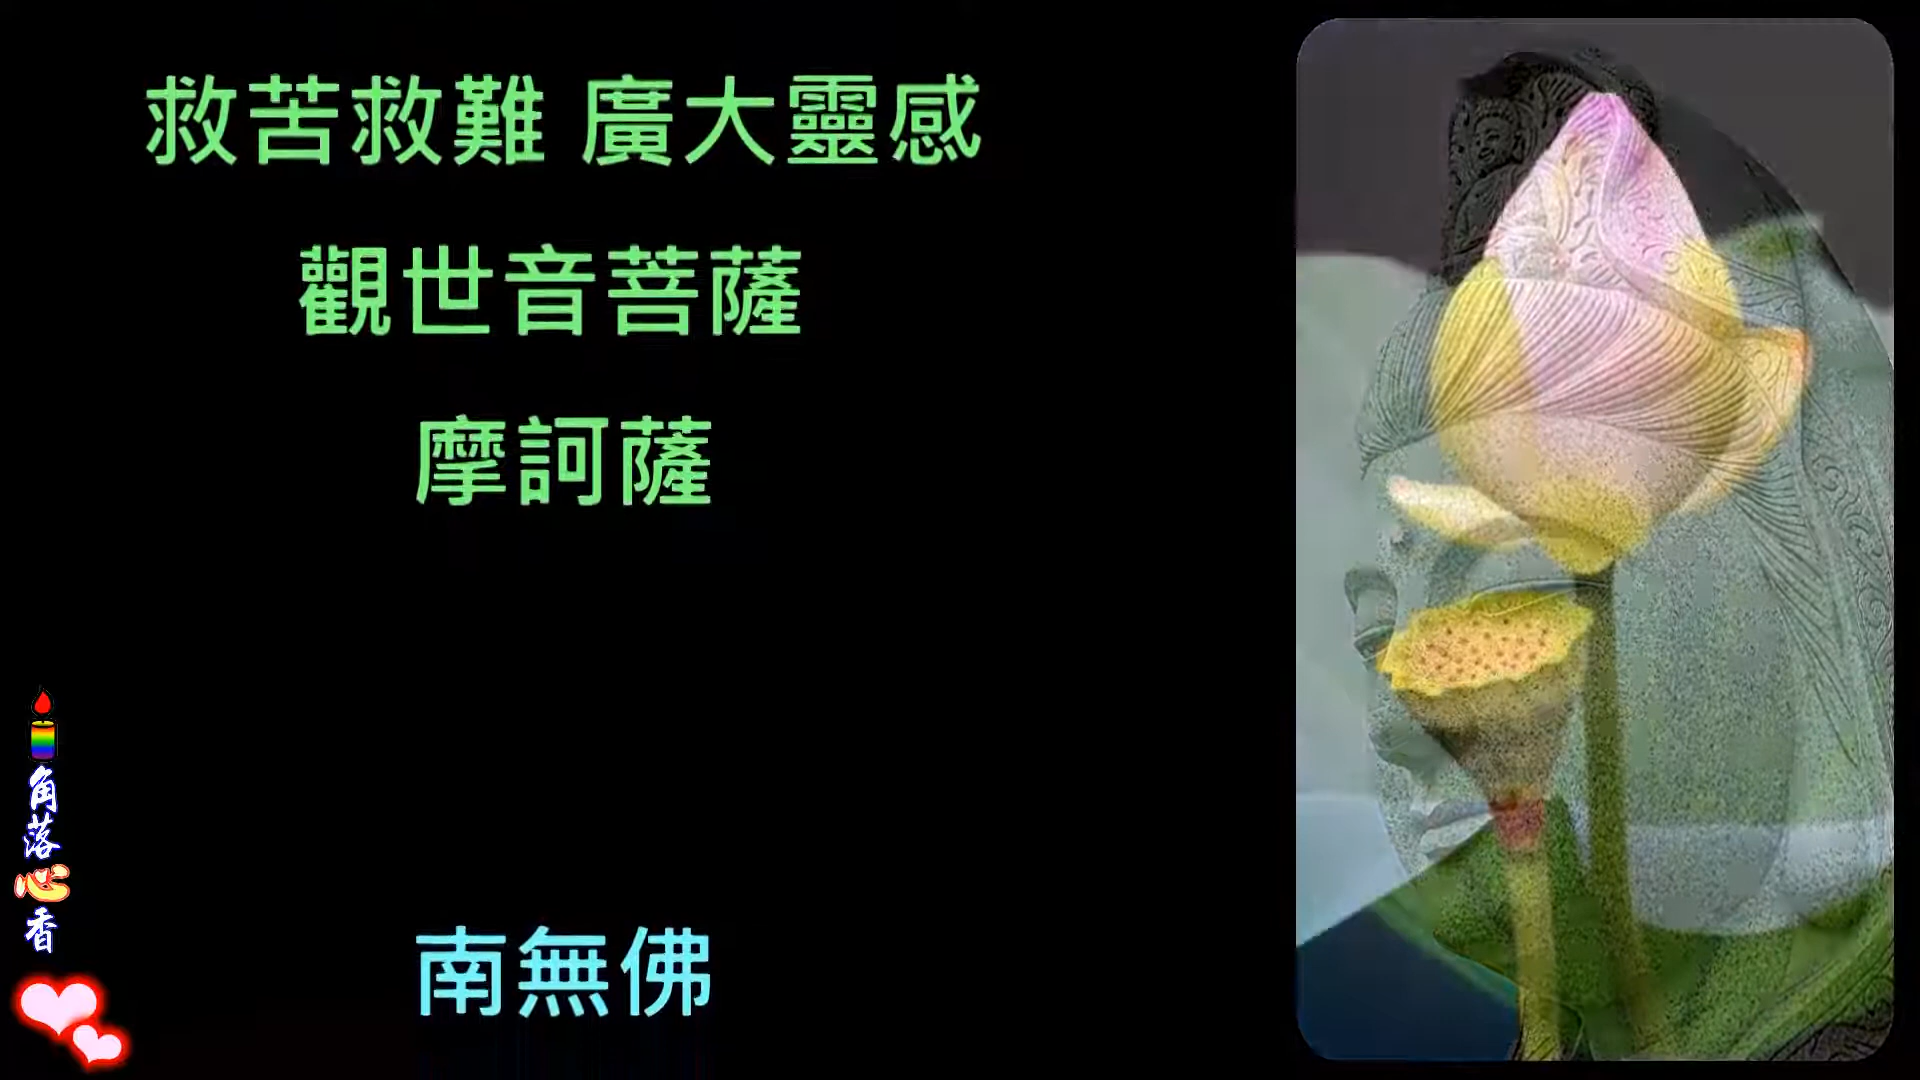 救苦救難 廣大靈感
觀世音菩薩
摩訶薩
南無佛
角落心香